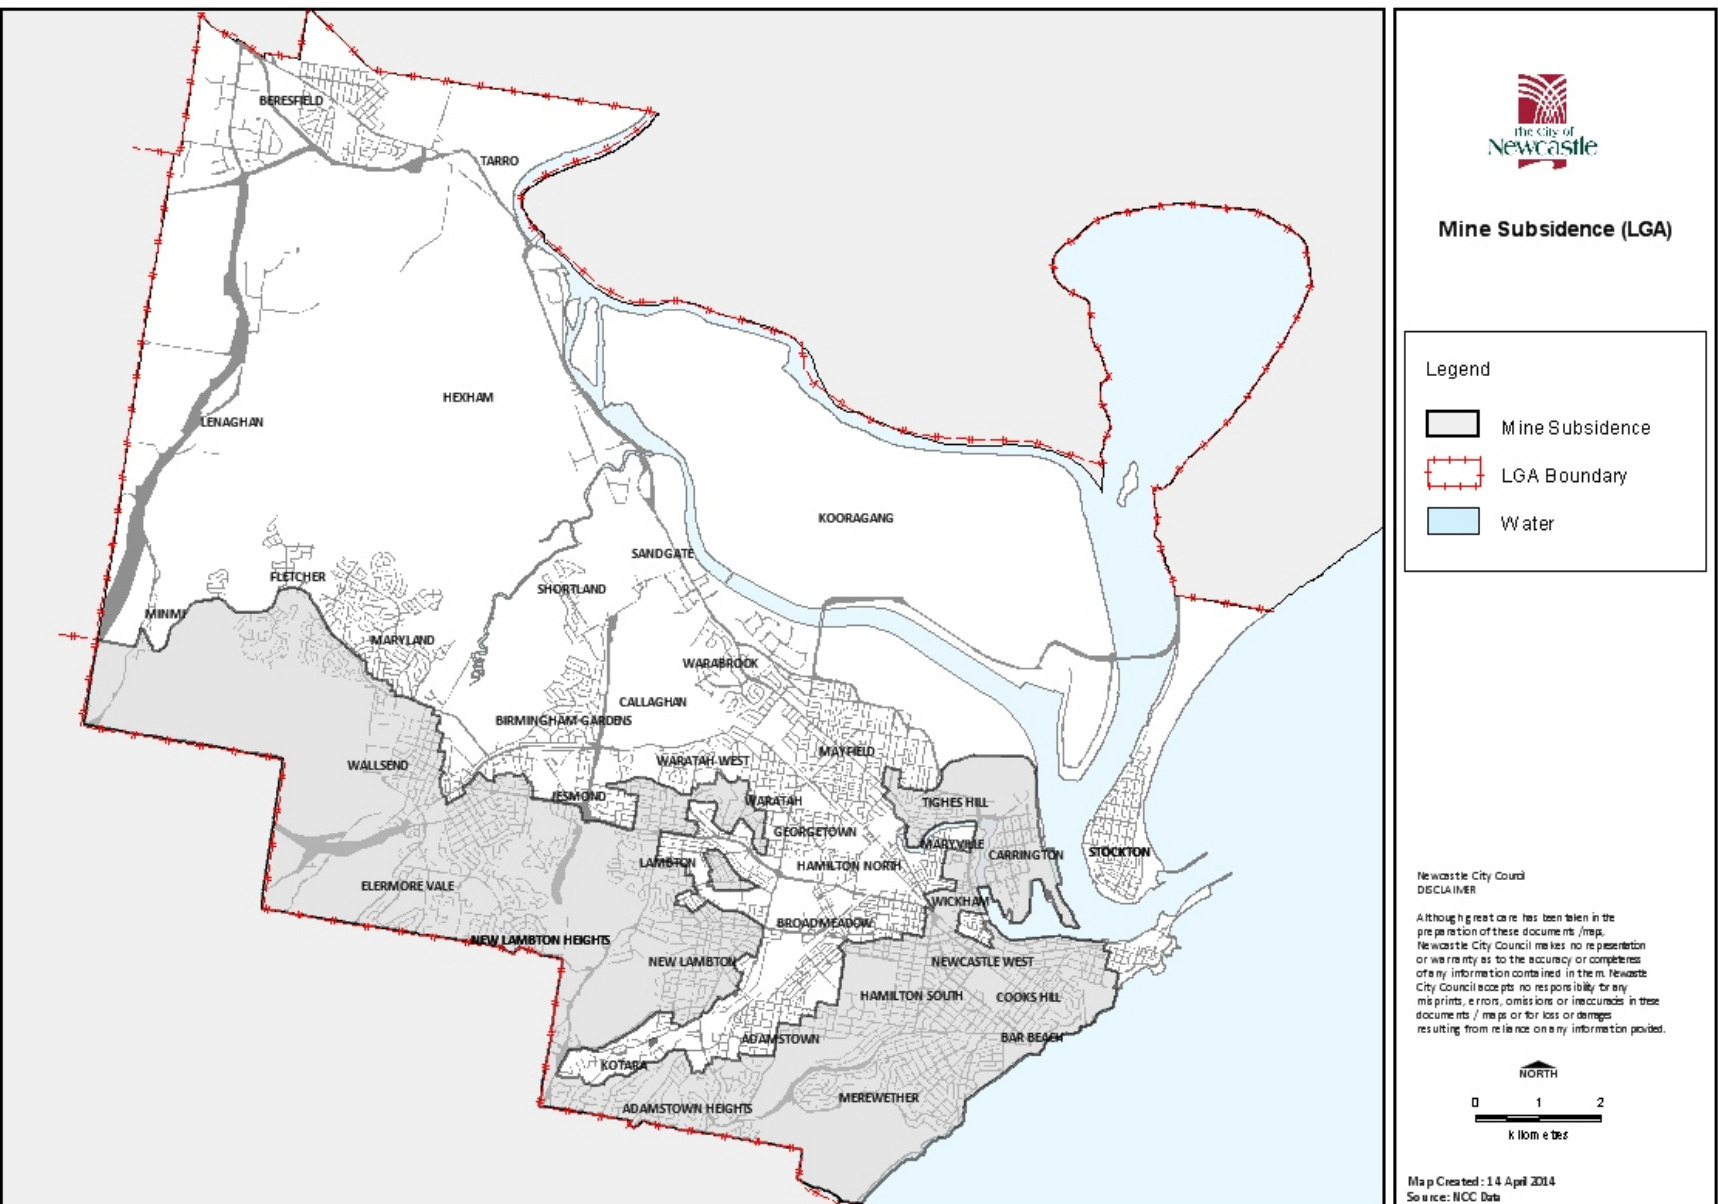 BERESFIELD
TARRO
HEXHAM
LENAGHAN
KOORAGANG
SANDGATE
FLETCHER
SHORTLAND
MINMI
MARYLAND
WARABROOK
CALLAGHAN
BIRMINGHAM GARDENS
MAYFIELD
WALLSEND
WARATAH WEST
JESMOND
WARATAH
TIGHES HILL
GEORGETOWN
MARYVILLE
CARRINGTON
STOCKTON
LAMBTON
HAMILTON NORTH
ELERMORE VALE
WICKHAM
BROADMEADOW
NEW LAMBTON HEIGHTS
NEW LAMBTON
NEWCASTLE WEST
HAMILTON SOUTH
COOKS HILL
ADAMSTOWN
BAR BEACH
KOTARA
MEREWETHER
ADAMSTOWN HEIGHTS
the City of
Newcastle
Mine Subsidence (LGA)
Legend
Mine Subsidence
LGA Boundary
Water
Newcastle City Council
DISCLAIMER
Although great care has been taken in the
preparation of these documents /map,
Newcastle City Council makes no representation
or warranty as to the accuracy or completeness
of any information contained in them. Newcastle
City Council accepts no responsibility for any
misprints, errors, omissions or inaccuracies in these
documents / maps or for loss or damages
resulting from reliance on any information provided.
NORTH
0 1 2
kilometres
Map Created: 14 April 2014
Source: NCC Data